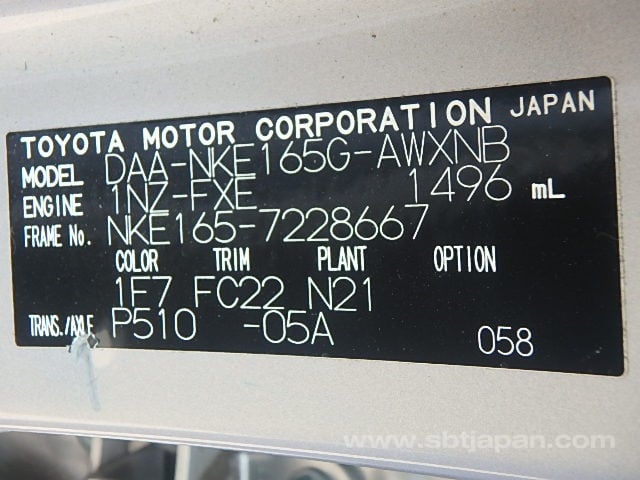 TOYOTA MOTOR CORPORATION JAPAN
MODEL DAA-NKE165G-AWXNB
ENGINE 1NZ-FXE 1496 mL
FRAME No. NKE165-7228667
COLOR TRIM PLANT OPTION
1F7 FC22 N21
TRANS./AXLE P510 -05A
058
www.sbtjapan.com